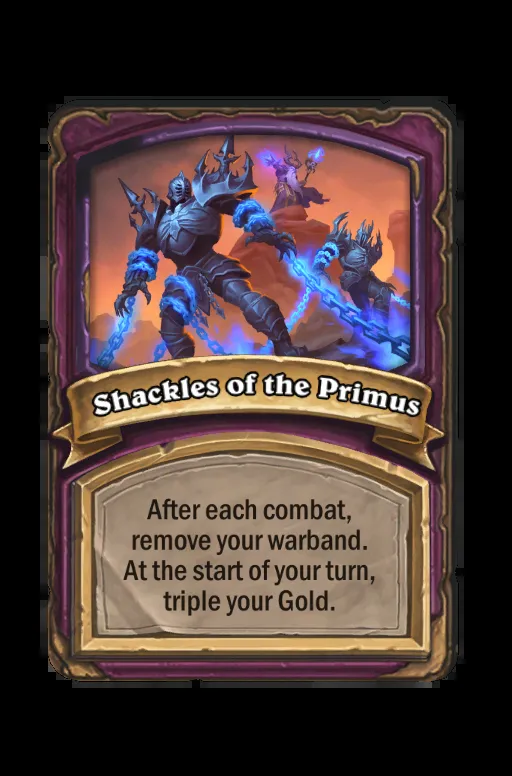 Shackles of the Primus
After each combat,
remove your warband.
At the start of your turn,
triple your Gold.